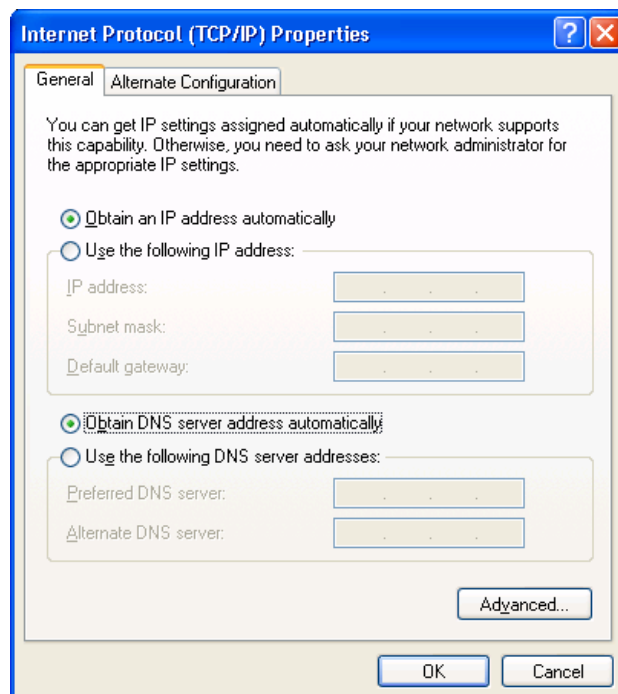 Internet Protocol (TCP/IP) Properties
General
Alternate Configuration
You can get IP settings assigned automatically if your network supports
this capability. Otherwise, you need to ask your network administrator for
the appropriate IP settings.
Obtain an IP address automatically
Use the following IP address:
IP address:
Subnet mask:
Default gateway:
Obtain DNS server address automatically
Use the following DNS server addresses:
Preferred DNS server:
Alternate DNS server:
Advanced...
OK
Cancel